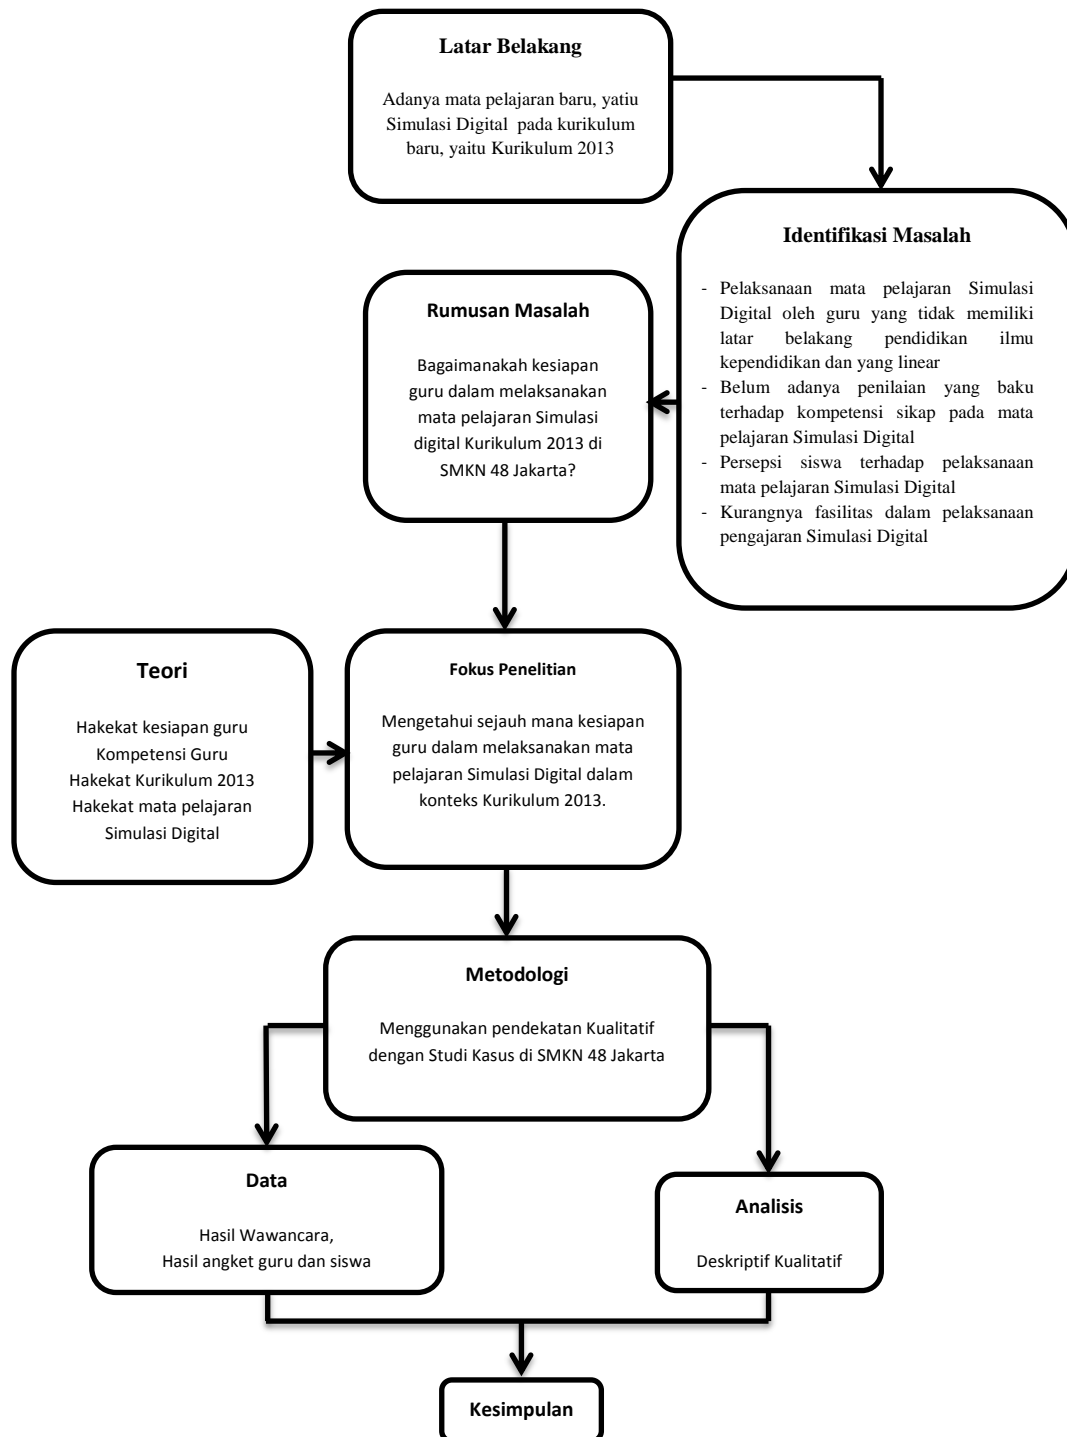 Latar Belakang
Adanya mata pelajaran baru, yatiu
Simulasi Digital pada kurikulum
baru, yaitu Kurikulum 2013
Identifikasi Masalah
- Pelaksanaan mata pelajaran Simulasi
Digital oleh guru yang tidak memiliki
latar belakang pendidikan ilmu
kependidikan dan yang linear
- Belum adanya penilaian yang baku
terhadap kompetensi sikap pada mata
pelajaran Simulasi Digital
- Persepsi siswa terhadap pelaksanaan
mata pelajaran Simulasi Digital
- Kurangnya fasilitas dalam pelaksanaan
pengajaran Simulasi Digital
Rumusan Masalah
Bagaimanakah kesiapan
guru dalam melaksanakan
mata pelajaran Simulasi
digital Kurikulum 2013 di
SMKN 48 Jakarta?
Teori
Hakekat kesiapan guru
Kompetensi Guru
Hakekat Kurikulum 2013
Hakekat mata pelajaran
Simulasi Digital
Fokus Penelitian
Mengetahui sejauh mana kesiapan
guru dalam melaksanakan mata
pelajaran Simulasi Digital dalam
konteks Kurikulum 2013.
Metodologi
Menggunakan pendekatan Kualitatif
dengan Studi Kasus di SMKN 48 Jakarta
Data
Hasil Wawancara,
Hasil angket guru dan siswa
Analisis
Deskriptif Kualitatif
Kesimpulan